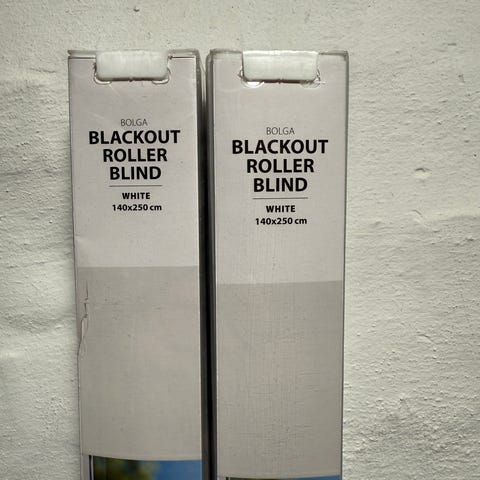 BOLGA
BLACKOUT
ROLLER
BLIND
WHITE
140x250 cm
BOLGA
BLACKOUT
ROLLER
BLIND
WHITE
140x250 cm